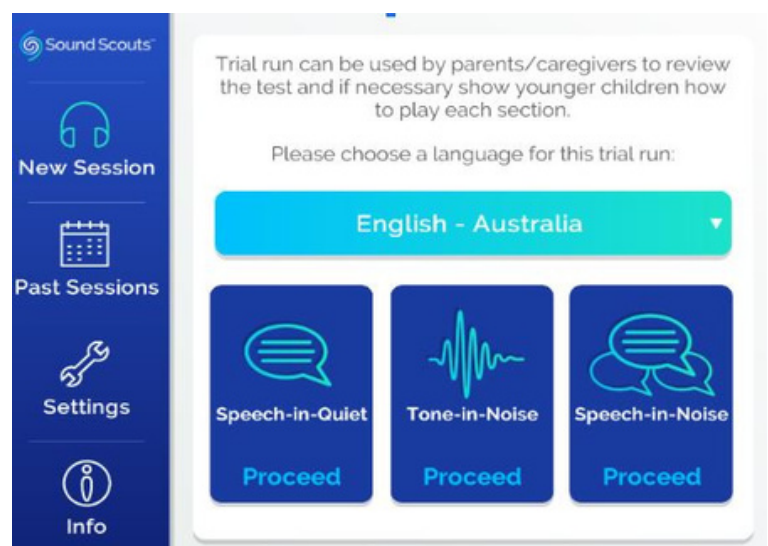 Sound Scouts™
New Session
Past Sessions
Settings
Info
Trial run can be used by parents/caregivers to review
the test and if necessary show younger children how
to play each section.
Please choose a language for this trial run:
English - Australia
Speech-in-Quiet
Proceed
Tone-in-Noise
Proceed
Speech-in-Noise
Proceed